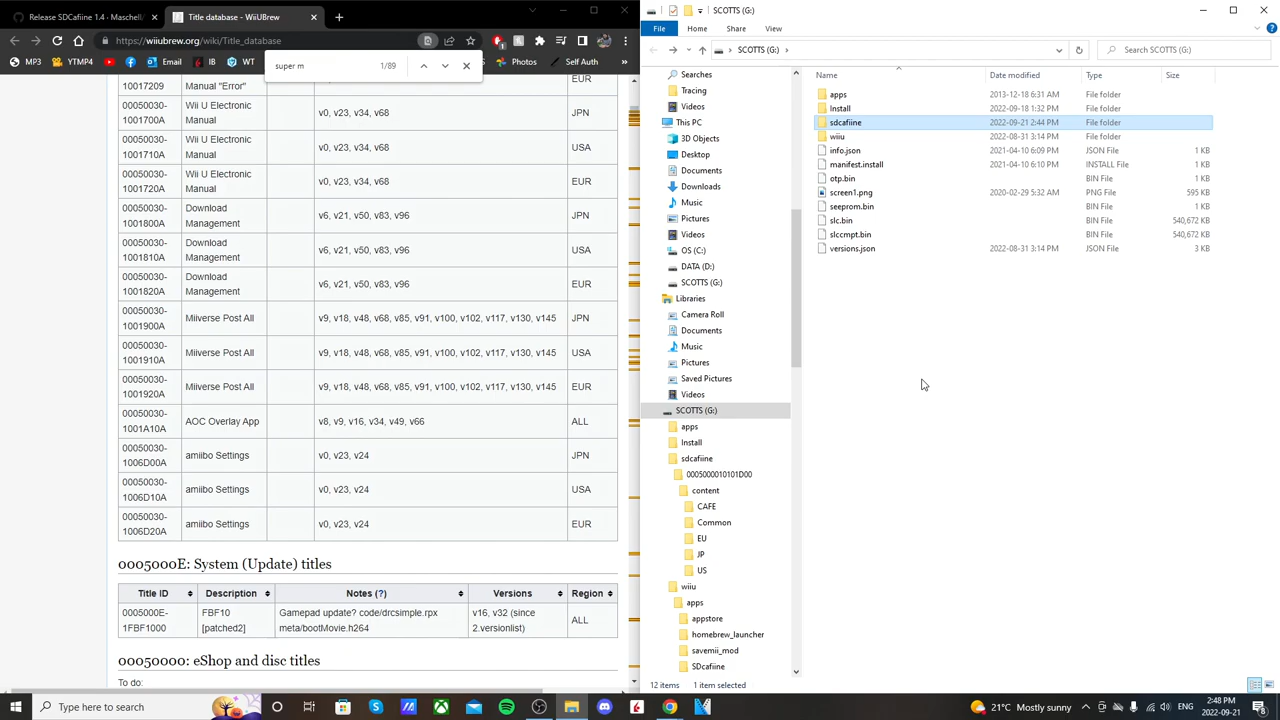 Release SDCafiine 1.4 · Maschell/
Title database - WiiUBrew
https://wiiubrew.org/wiki/Title_database
MP3
YTMP4
Email
WT
Photos
Self Auth
super m
1/89
10017209 Manual "Error" EUR
00050030-1001700A Wii U Electronic Manual v0, v23, v34, v68 JPN
00050030-1001710A Wii U Electronic Manual v0, v23, v34, v68 USA
00050030-1001720A Wii U Electronic Manual v0, v23, v34, v68 EUR
00050030-1001800A Download Management v6, v21, v50, v83, v96 JPN
00050030-1001810A Download Management v6, v21, v50, v83, v96 USA
00050030-1001820A Download Management v6, v21, v50, v83, v96 EUR
00050030-1001900A Miiverse Post All v9, v18, v48, v68, v85, v91, v100, v102, v117, v130, v145 JPN
00050030-1001910A Miiverse Post All v9, v18, v48, v68, v85, v91, v100, v102, v117, v130, v145 USA
00050030-1001920A Miiverse Post All v9, v18, v48, v68, v85, v91, v100, v102, v117, v130, v145 EUR
00050030-1001A10A AOC Overlay App v8, v9, v16, v34, v49, v66 ALL
00050030-1006D00A amiibo Settings v0, v23, v24 JPN
00050030-1006D10A amiibo Settings v0, v23, v24 USA
00050030-1006D20A amiibo Settings v0, v23, v24 EUR
0005000E: System (Update) titles
Title ID Description Notes (?) Versions Region
0005000E-1FBF1000 FBF10 [patched2] Gamepad update? code/drcsimple.rpx meta/bootMovie.h264 v16, v32 (since 2.versionlist) ALL
00050000: eShop and disc titles
To do:
SCOTTS (G:)
File Home Share View
SCOTTS (G:)
Search SCOTTS (G:)
Searches
Tracing
Videos
This PC
3D Objects
Desktop
Documents
Downloads
Music
Pictures
Videos
OS (C:)
DATA (D:)
SCOTTS (G:)
Libraries
Camera Roll
Documents
Music
Pictures
Saved Pictures
Videos
SCOTTS (G:)
apps
Install
sdcafiine
0005000010101D00
content
CAFE
Common
EU
JP
US
wiiu
apps
appstore
homebrew_launcher
savemii_mod
SDcafiine
Name Date modified Type Size
apps 2013-12-18 6:31 AM File folder
Install 2022-09-18 1:32 PM File folder
sdcafiine 2022-09-21 2:44 PM File folder
wiiu 2022-08-31 3:14 PM File folder
info.json 2021-04-10 6:09 PM JSON File 1 KB
manifest.install 2021-04-10 6:10 PM INSTALL File 1 KB
otp.bin BIN File 1 KB
screen1.png 2020-02-29 5:32 AM PNG File 595 KB
seeprom.bin BIN File 1 KB
slc.bin BIN File 540,672 KB
slccmpt.bin BIN File 540,672 KB
versions.json 2022-08-31 3:14 PM JSON File 3 KB
12 items 1 item selected
Type here to search
21°C Mostly sunny
ENG
2:48 PM
2022-09-21